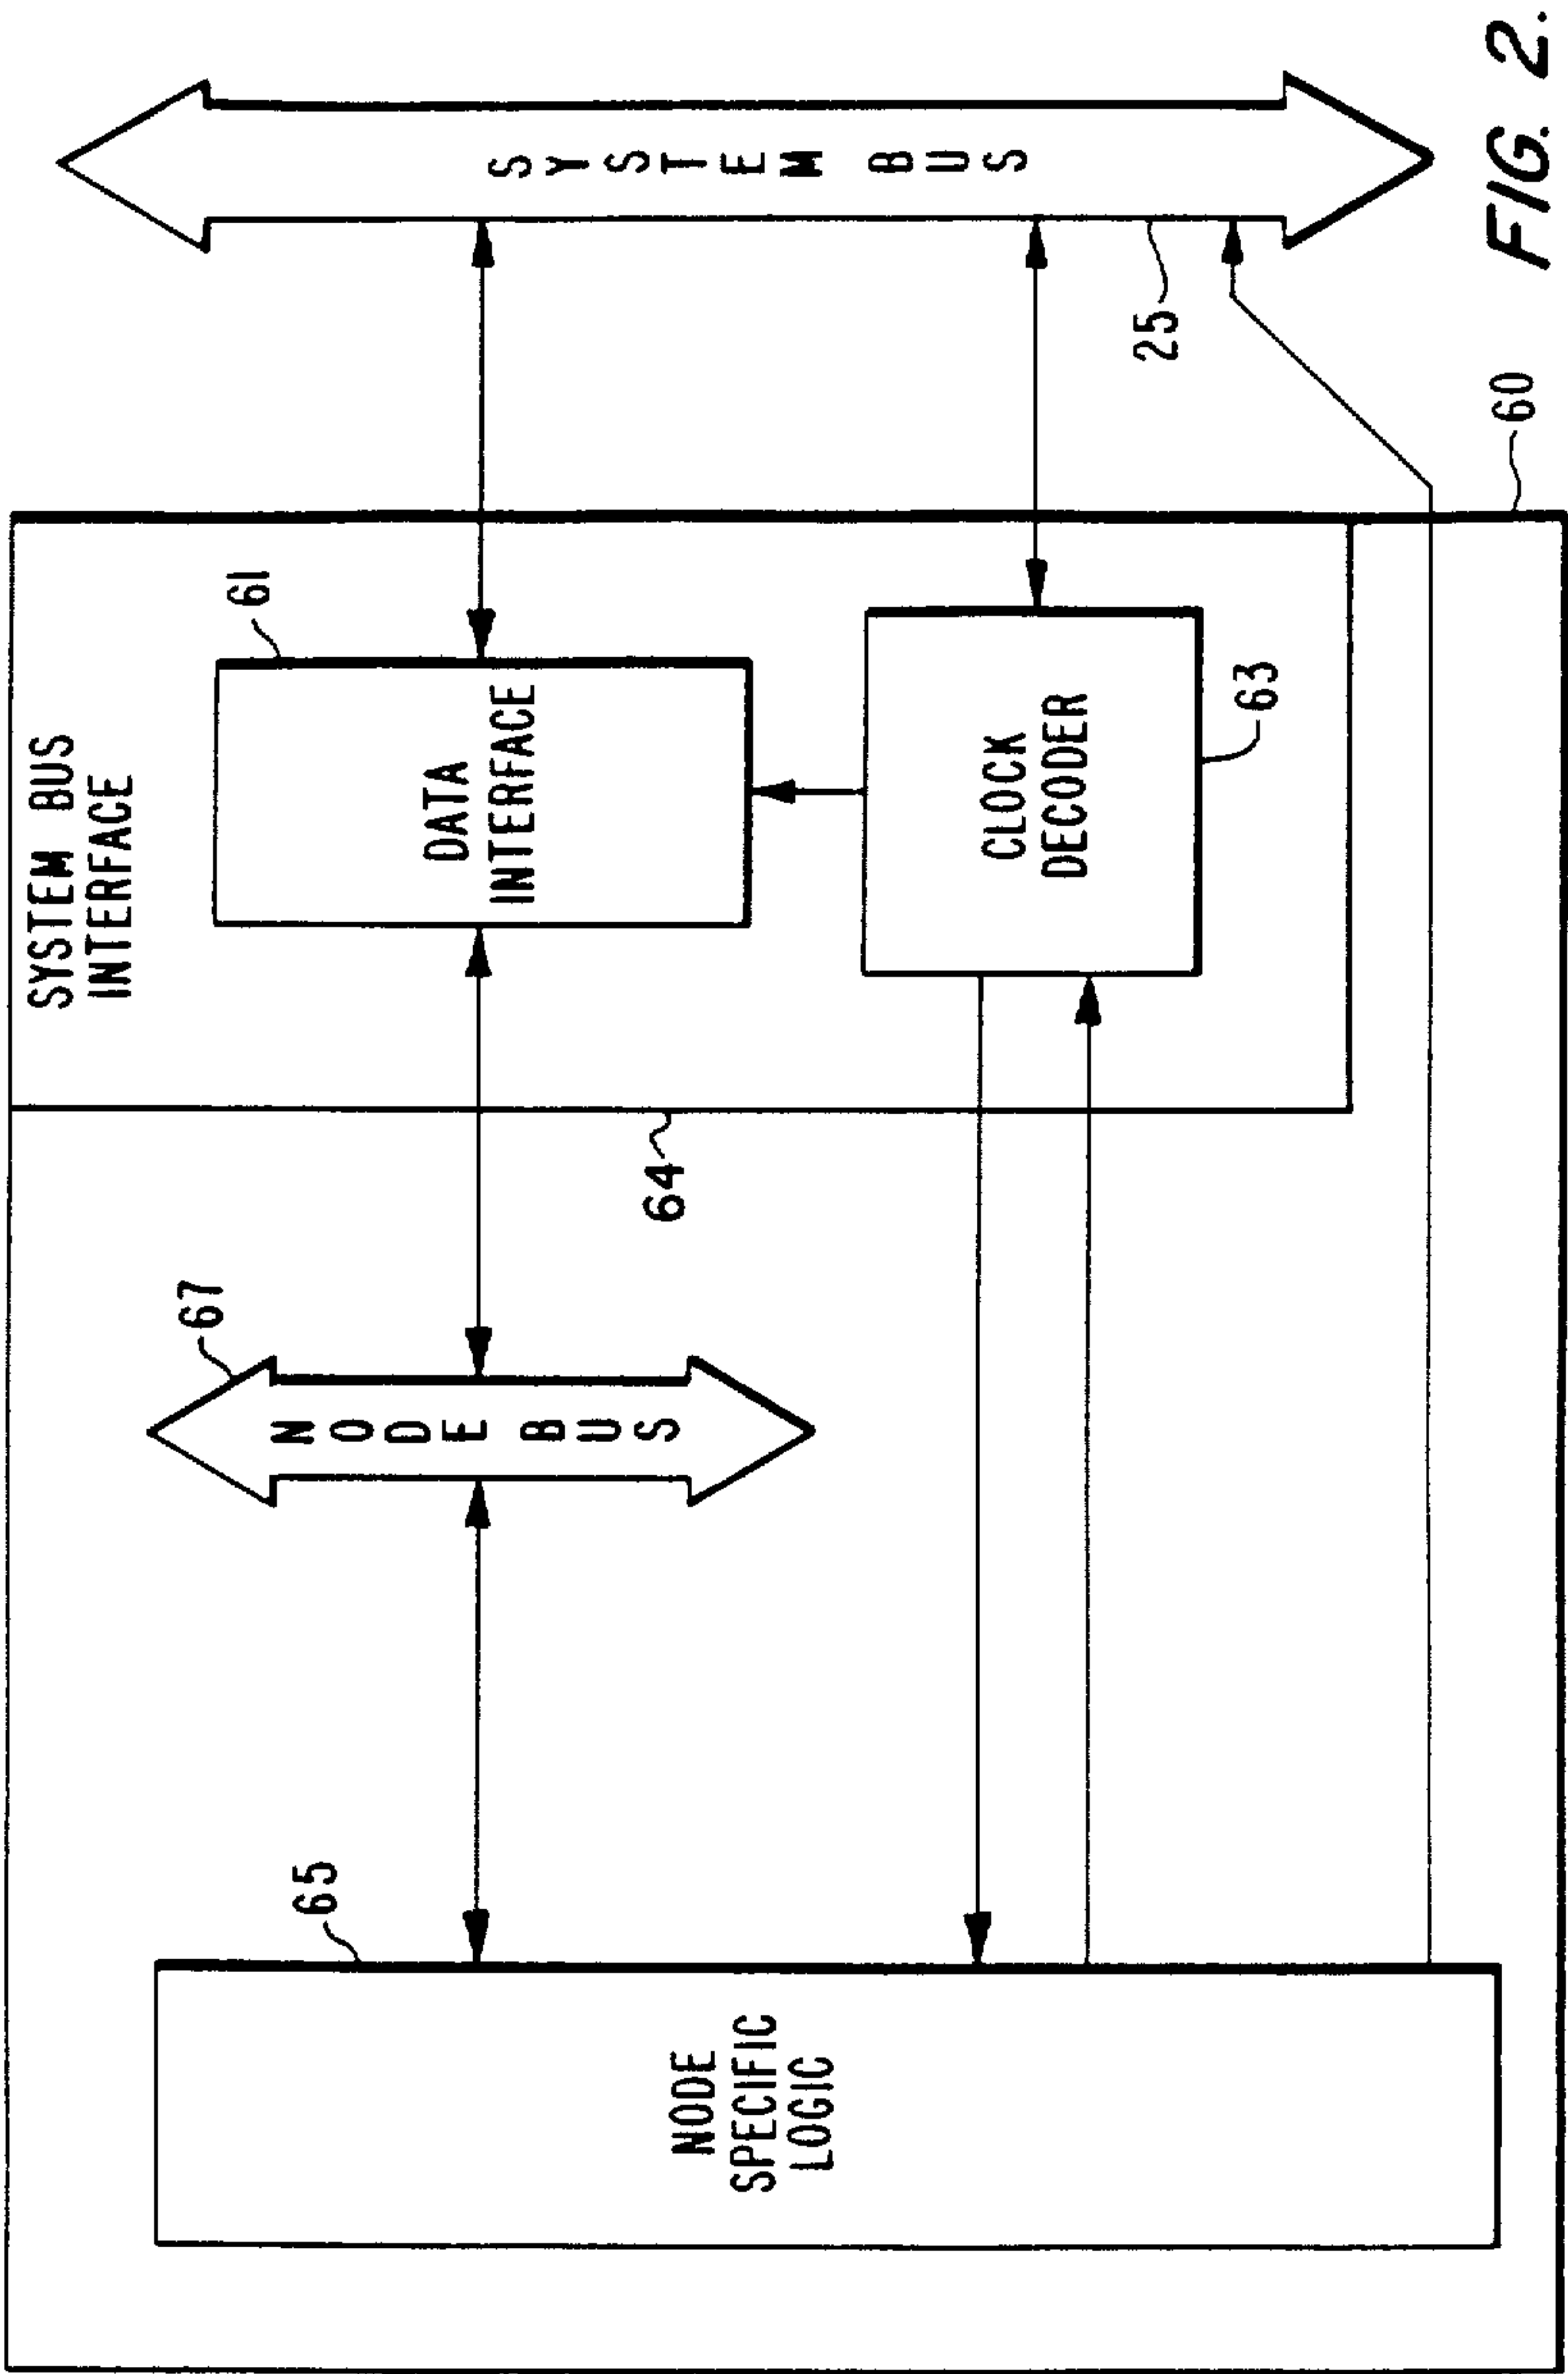 SYSTEM BUS
INTERFACE
61
DATA
INTERFACE
CLOCK
DECODER
63
64
67
NODE BUS
65
NODE
SPECIFIC
LOGIC
SYSTEM BUS
25
60
FIG. 2.